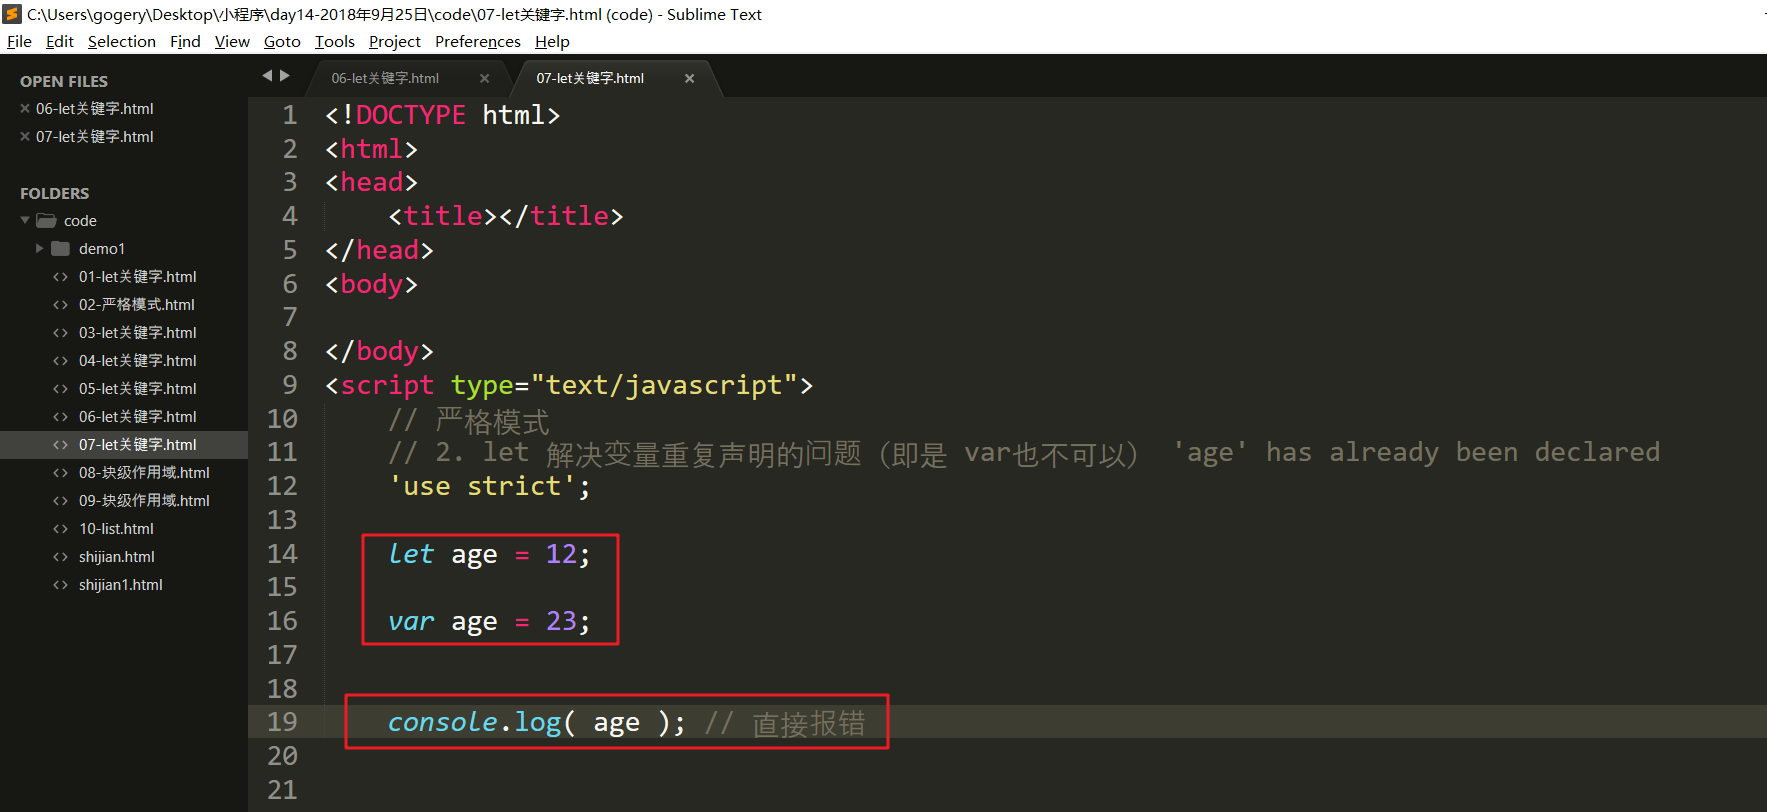 C:\Users\gogery\Desktop\小程序\day14-2018年9月25日\code\07-let关键字.html (code) - Sublime Text
File Edit Selection Find View Goto Tools Project Preferences Help
OPEN FILES
06-let关键字.html
07-let关键字.html
FOLDERS
code
demo1
01-let关键字.html
02-严格模式.html
03-let关键字.html
04-let关键字.html
05-let关键字.html
06-let关键字.html
07-let关键字.html
08-块级作用域.html
09-块级作用域.html
10-list.html
shijian.html
shijian1.html
06-let关键字.html 07-let关键字.html
1 <!DOCTYPE html>
2 <html>
3 <head>
4 <title></title>
5 </head>
6 <body>
7
8 </body>
9 <script type="text/javascript">
10 // 严格模式
11 // 2. let 解决变量重复声明的问题（即是 var也不可以） 'age' has already been declared
12 'use strict';
13
14 let age = 12;
15
16 var age = 23;
17
18
19 console.log( age ); // 直接报错
20
21